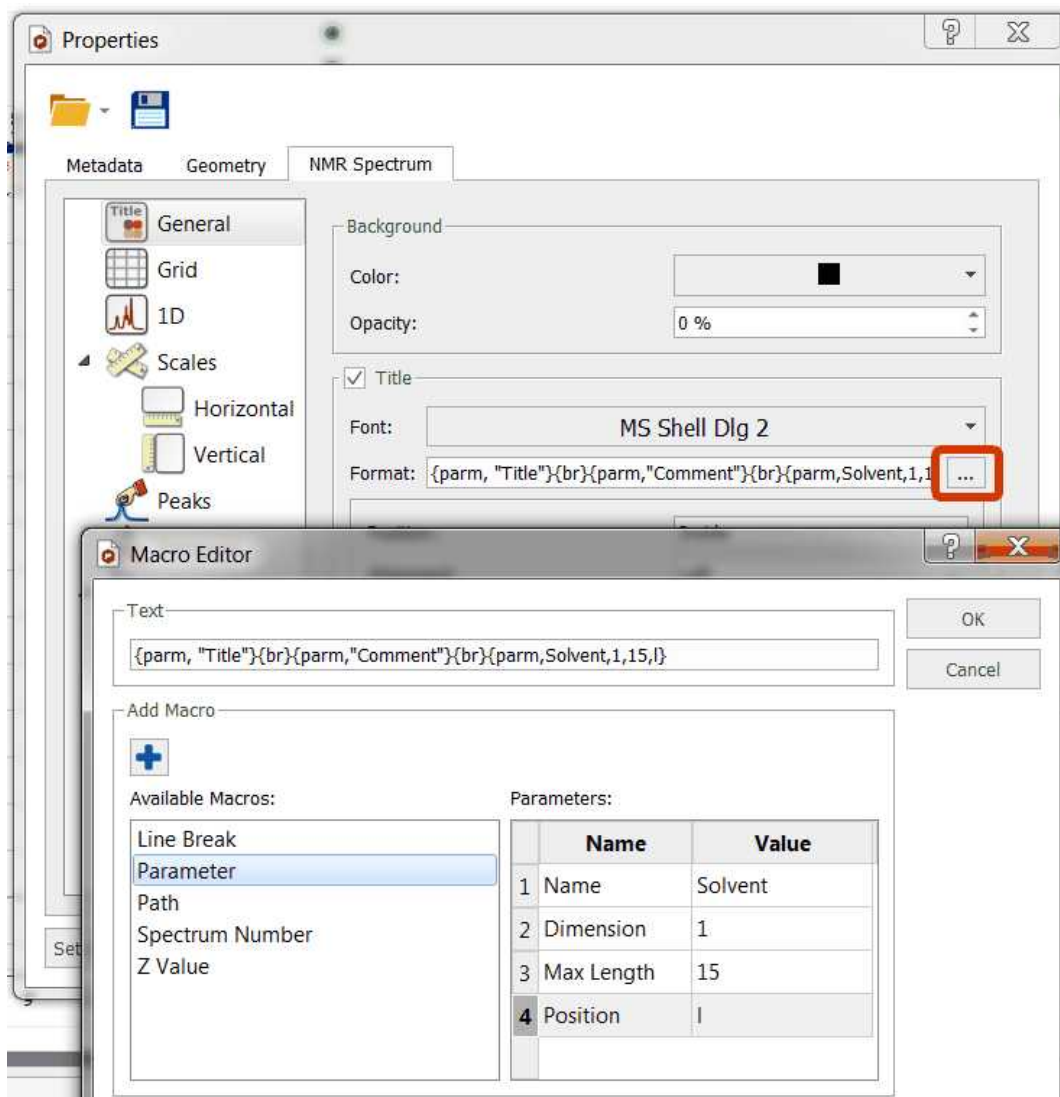 Properties
Metadata Geometry NMR Spectrum
Title
General
Grid
1D
Scales
Horizontal
Vertical
Peaks
Background
Color:
Opacity: 0 %
Title
Font: MS Shell Dlg 2
Format: {parm, "Title"}{br}{parm,"Comment"}{br}{parm,Solvent,1,1 ...
Macro Editor
Text
{parm, "Title"}{br}{parm,"Comment"}{br}{parm,Solvent,1,15,l}
OK
Cancel
Add Macro
Available Macros:
Line Break
Parameter
Path
Spectrum Number
Z Value
Parameters:
Name Value
1 Name Solvent
2 Dimension 1
3 Max Length 15
4 Position l
Set